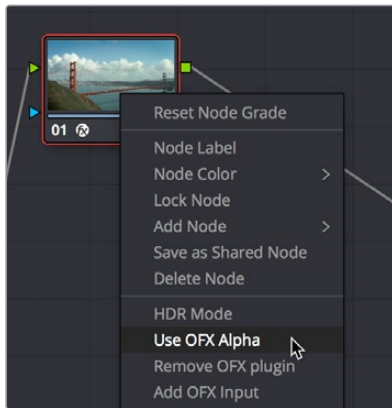 01 fx
Reset Node Grade
Node Label
Node Color >
Lock Node
Add Node >
Save as Shared Node
Delete Node
HDR Mode
Use OFX Alpha
Remove OFX plugin
Add OFX Input